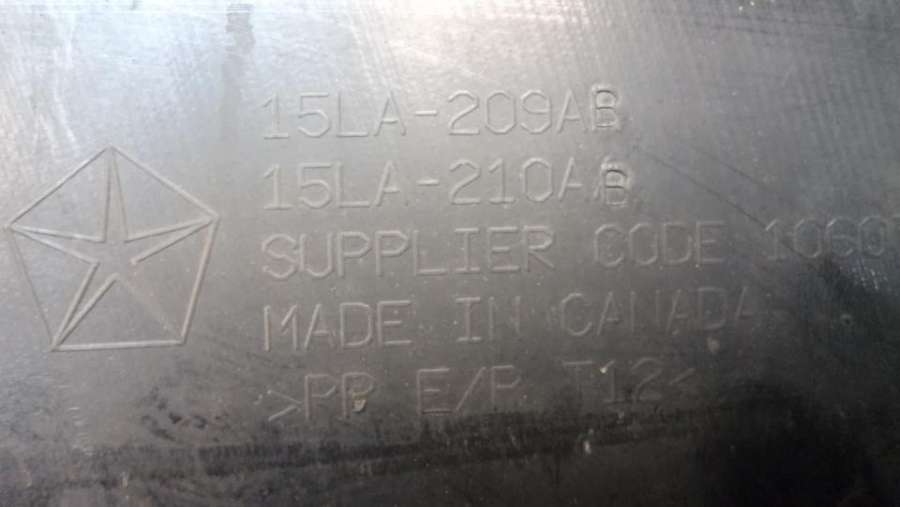 15LA-209AB
15LA-210AB
SUPPLIER CODE
MADE IN CANADA
>PP E/P T12<